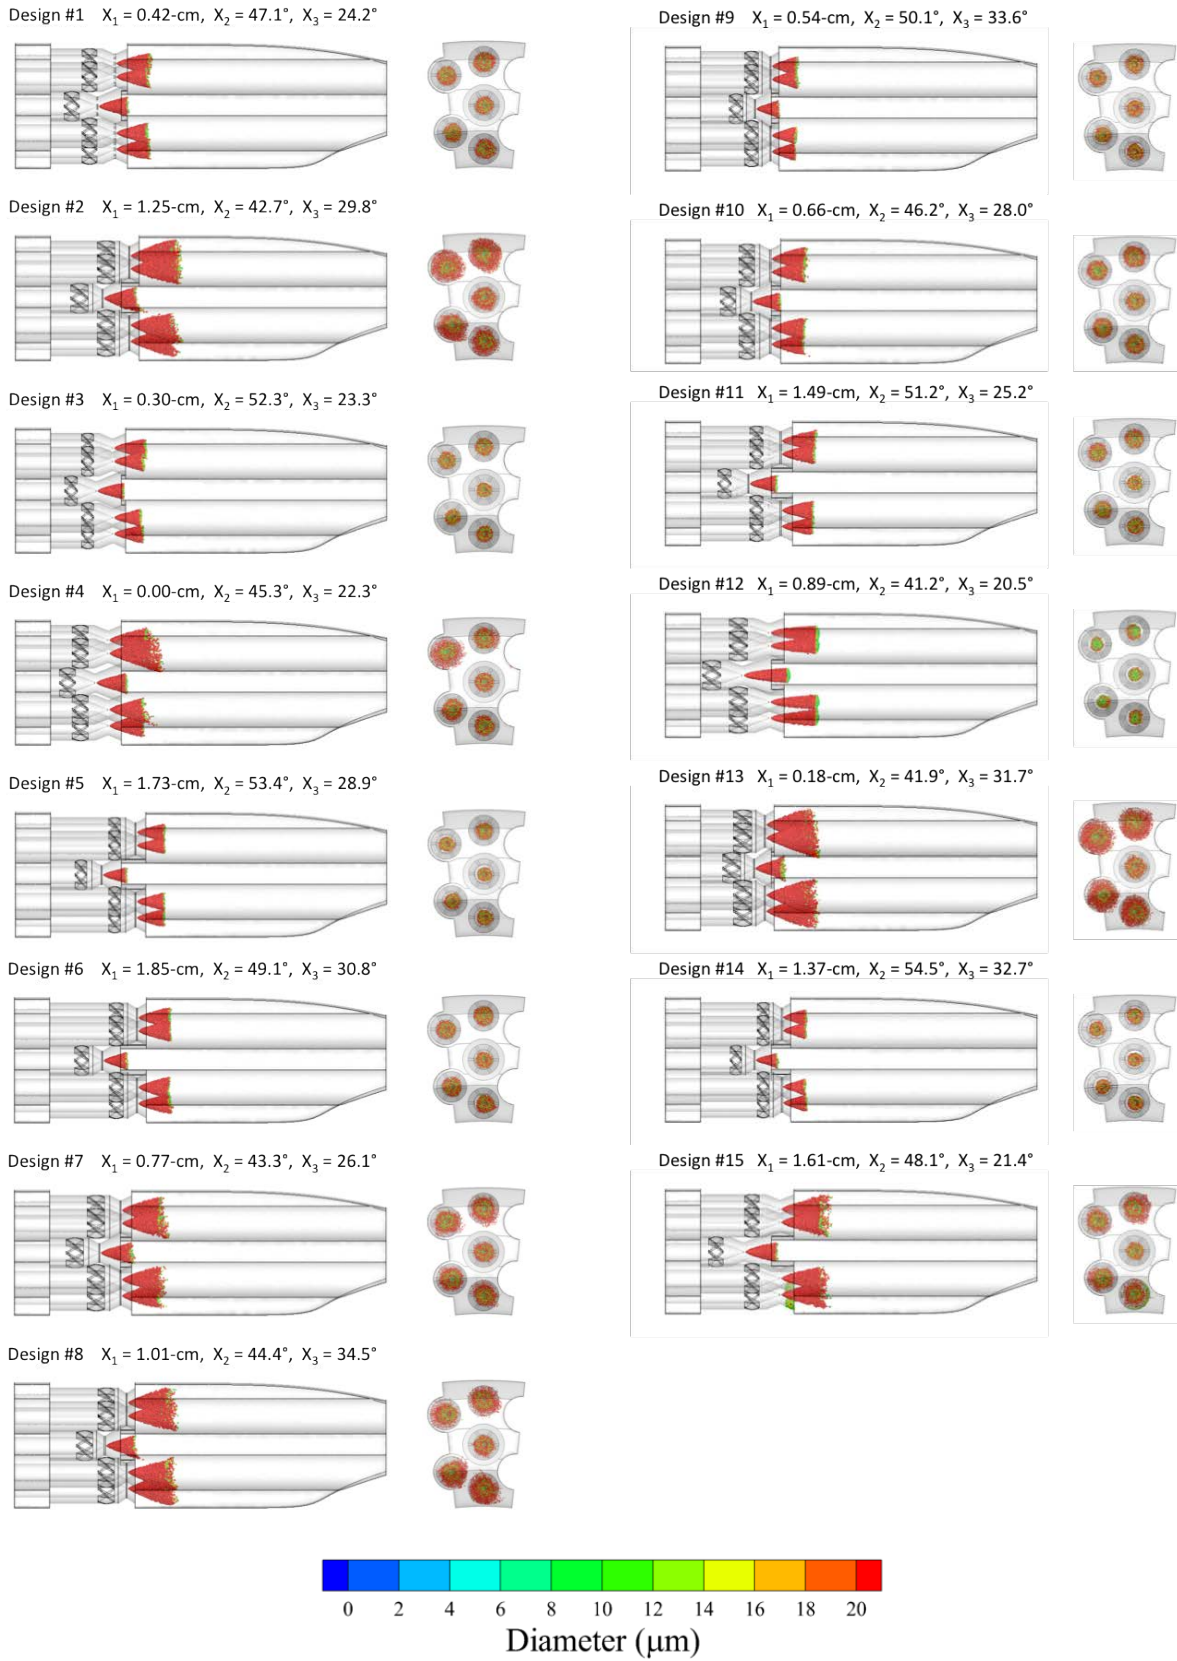 Design #1 X₁ = 0.42-cm, X₂ = 47.1°, X₃ = 24.2°
Design #2 X₁ = 1.25-cm, X₂ = 42.7°, X₃ = 29.8°
Design #3 X₁ = 0.30-cm, X₂ = 52.3°, X₃ = 23.3°
Design #4 X₁ = 0.00-cm, X₂ = 45.3°, X₃ = 22.3°
Design #5 X₁ = 1.73-cm, X₂ = 53.4°, X₃ = 28.9°
Design #6 X₁ = 1.85-cm, X₂ = 49.1°, X₃ = 30.8°
Design #7 X₁ = 0.77-cm, X₂ = 43.3°, X₃ = 26.1°
Design #8 X₁ = 1.01-cm, X₂ = 44.4°, X₃ = 34.5°
Design #9 X₁ = 0.54-cm, X₂ = 50.1°, X₃ = 33.6°
Design #10 X₁ = 0.66-cm, X₂ = 46.2°, X₃ = 28.0°
Design #11 X₁ = 1.49-cm, X₂ = 51.2°, X₃ = 25.2°
Design #12 X₁ = 0.89-cm, X₂ = 41.2°, X₃ = 20.5°
Design #13 X₁ = 0.18-cm, X₂ = 41.9°, X₃ = 31.7°
Design #14 X₁ = 1.37-cm, X₂ = 54.5°, X₃ = 32.7°
Design #15 X₁ = 1.61-cm, X₂ = 48.1°, X₃ = 21.4°
0 2 4 6 8 10 12 14 16 18 20
Diameter (μm)